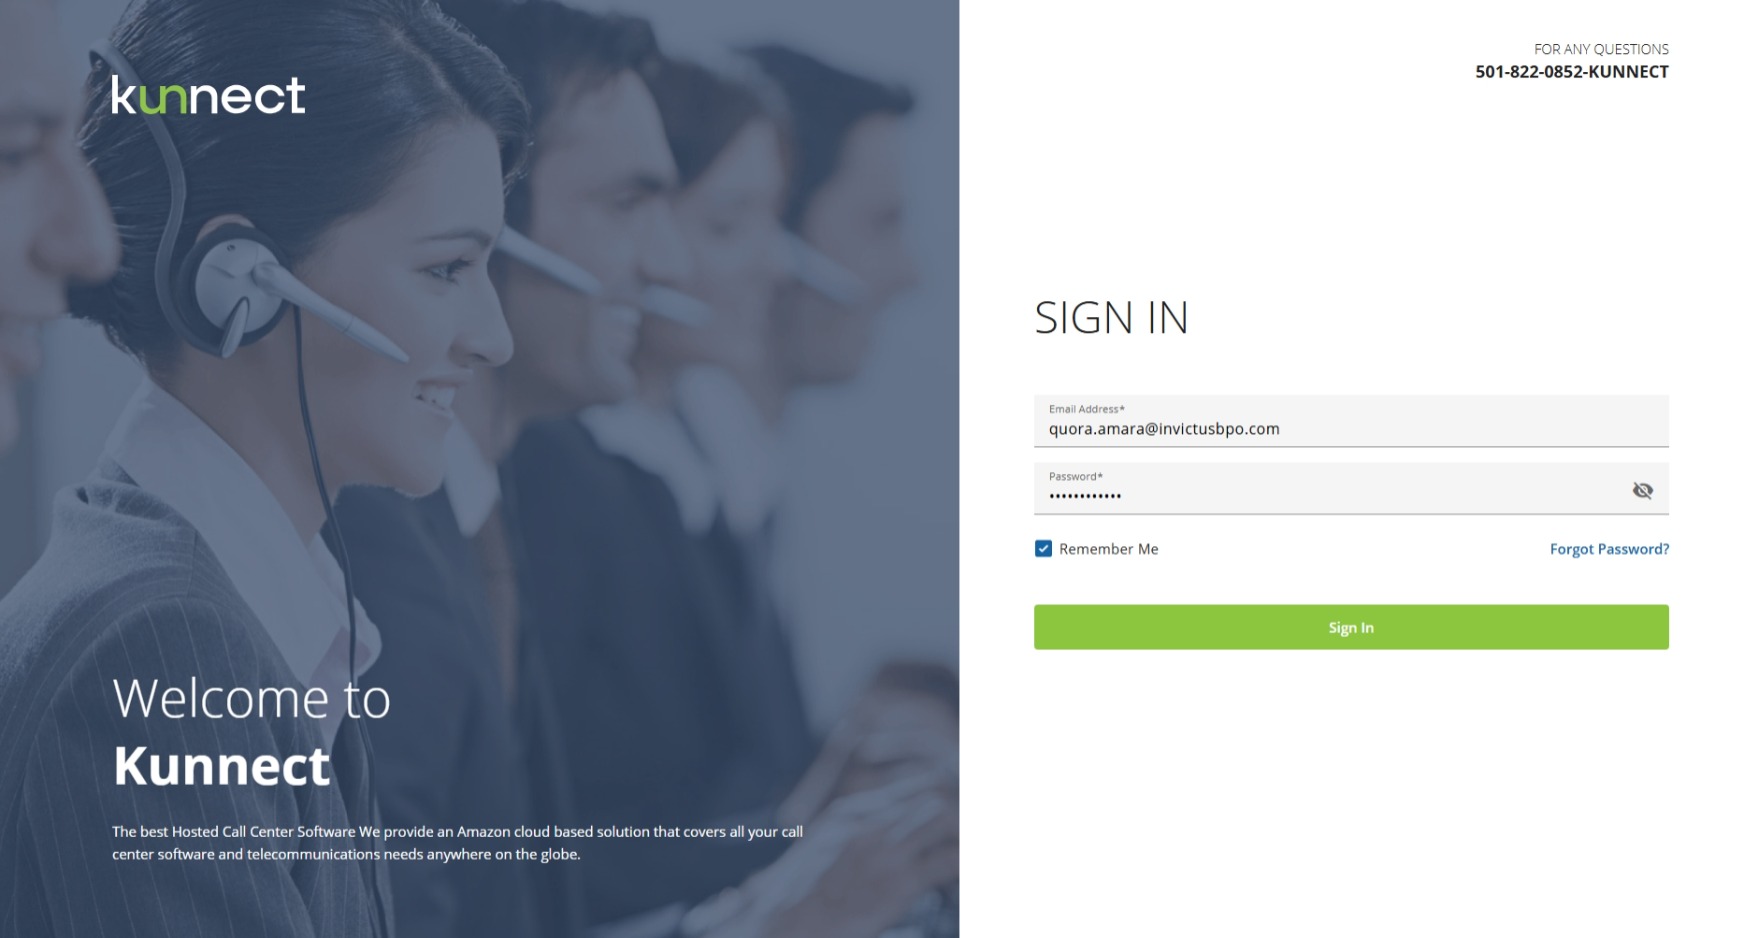 kunnect
Welcome to
Kunnect
The best Hosted Call Center Software We provide an Amazon cloud based solution that covers all your call
center software and telecommunications needs anywhere on the globe.
FOR ANY QUESTIONS
501-822-0852-KUNNECT
SIGN IN
Email Address*
quora.amara@invictusbpo.com
Password*
••••••••••••
Remember Me
Forgot Password?
Sign In